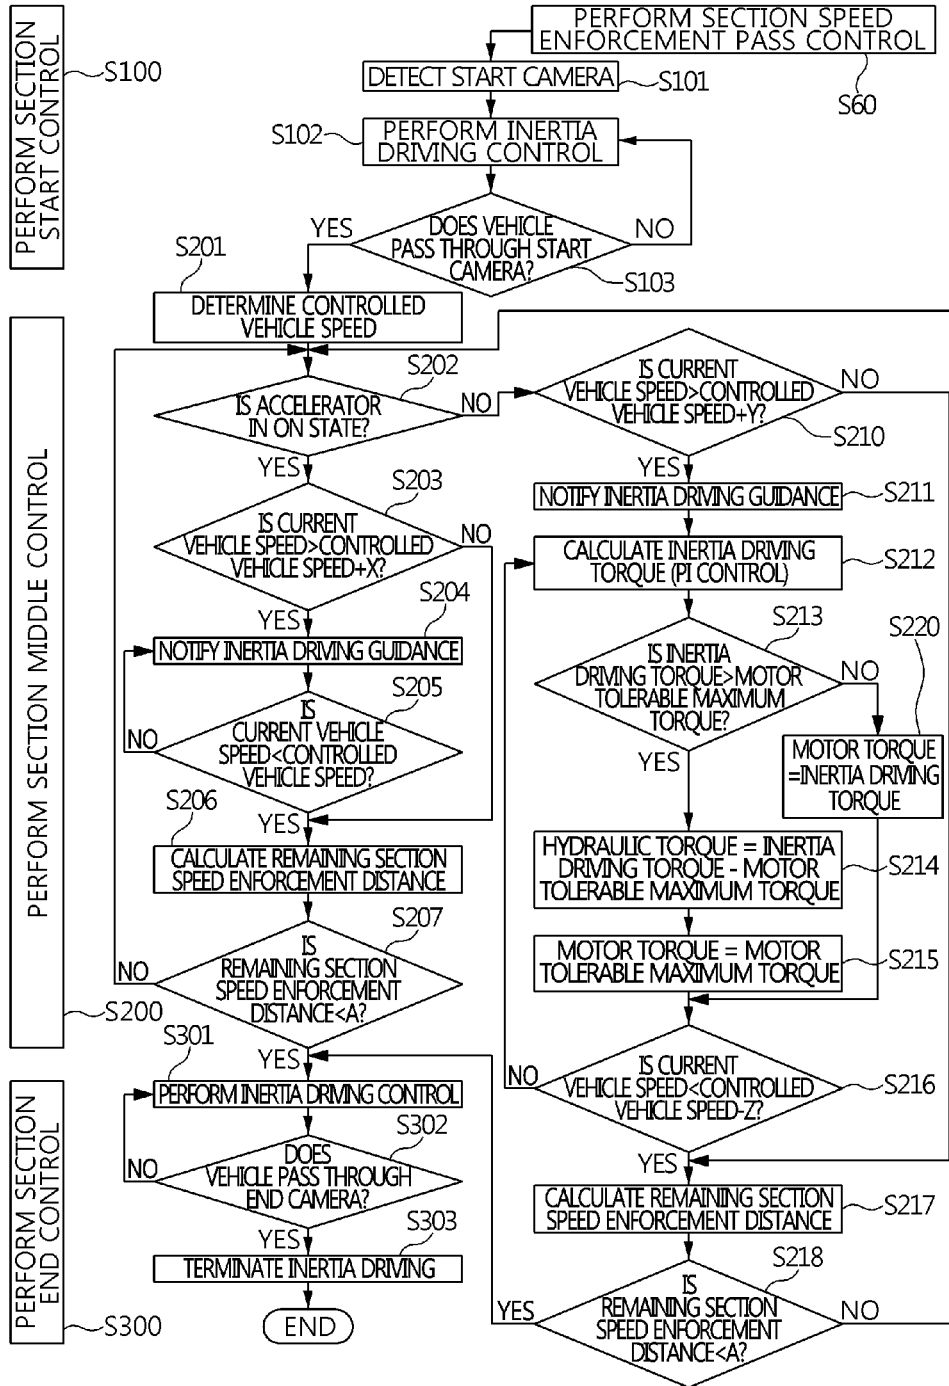 PERFORM SECTION
START CONTROL
S100
PERFORM SECTION SPEED
ENFORCEMENT PASS CONTROL
S60
DETECT START CAMERA
S101
S102
PERFORM INERTIA
DRIVING CONTROL
YES
DOES VEHICLE
PASS THROUGH START
CAMERA?
NO
S103
S201
DETERMINE CONTROLLED
VEHICLE SPEED
PERFORM SECTION MIDDLE CONTROL
S200
S202
IS ACCELERATOR
IN ON STATE?
NO
YES
S203
IS CURRENT
VEHICLE SPEED>CONTROLLED
VEHICLE SPEED+X?
NO
YES
S204
NOTIFY INERTIA DRIVING GUIDANCE
S205
IS
CURRENT VEHICLE
SPEED<CONTROLLED
VEHICLE SPEED?
NO
YES
S206
CALCULATE REMAINING SECTION
SPEED ENFORCEMENT DISTANCE
S207
IS
REMAINING SECTION
SPEED ENFORCEMENT
DISTANCE<A?
NO
YES
IS CURRENT
VEHICLE SPEED>CONTROLLED
VEHICLE SPEED+Y?
NO
S210
YES
NOTIFY INERTIA DRIVING GUIDANCE
S211
CALCULATE INERTIA DRIVING
TORQUE (PI CONTROL)
S212
S213
IS INERTIA
DRIVING TORQUE>MOTOR
TOLERABLE MAXIMUM
TORQUE?
NO
S220
YES
MOTOR TORQUE
=INERTIA DRIVING
TORQUE
HYDRAULIC TORQUE = INERTIA
DRIVING TORQUE - MOTOR
TOLERABLE MAXIMUM TORQUE
S214
MOTOR TORQUE = MOTOR
TOLERABLE MAXIMUM TORQUE
S215
IS CURRENT
VEHICLE SPEED<CONTROLLED
VEHICLE SPEED-Z?
NO
S216
YES
CALCULATE REMAINING SECTION
SPEED ENFORCEMENT DISTANCE
S217
S218
IS
REMAINING SECTION
SPEED ENFORCEMENT
DISTANCE<A?
YES
NO
PERFORM SECTION
END CONTROL
S300
S301
PERFORM INERTIA DRIVING CONTROL
S302
DOES
VEHICLE PASS THROUGH
END CAMERA?
NO
YES
S303
TERMINATE INERTIA DRIVING
END